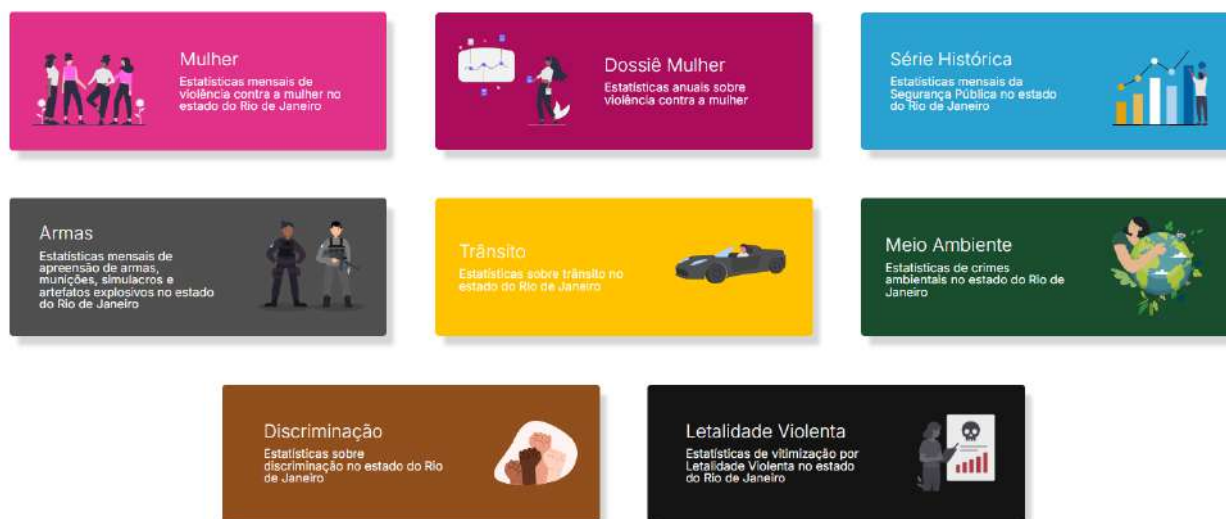 Mulher
Estatísticas mensais de
violência contra a mulher no
estado do Rio de Janeiro
Dossiê Mulher
Estatísticas anuais sobre
violência contra a mulher
Série Histórica
Estatísticas mensais da
Segurança Pública no estado
do Rio de Janeiro
Armas
Estatísticas mensais de
apreensão de armas,
munições, simulacros e
artefatos explosivos no estado
do Rio de Janeiro
Trânsito
Estatísticas sobre trânsito no
estado do Rio de Janeiro
Meio Ambiente
Estatísticas de crimes
ambientais no estado do Rio de
Janeiro
Discriminação
Estatísticas sobre
discriminação no estado do Rio
de Janeiro
Letalidade Violenta
Estatísticas de vitimização por
Letalidade Violenta no estado
do Rio de Janeiro